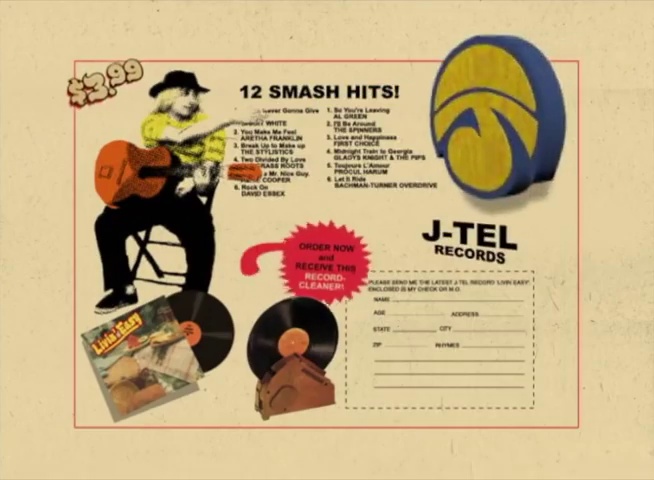 $3.99
12 SMASH HITS!
Never Gonna Give
WHITE
2. You Make Me Feel
ARETHA FRANKLIN
3. Break Up to Make up
THE STYLISTICS
4. Two Divided By Love
GRASS ROOTS
Mr. Nice Guy.
COOPER
6. Rock On
DAVID ESSEX
1. So You're Leaving
AL GREEN
2. I'll Be Around
THE SPINNERS
3. Love and Happiness
FIRST CHOICE
4. Midnight Train to Georgia
GLADYS KNIGHT & THE PIPS
5. Toujours L'Amour
PROCUL HARUM
6. Let It Ride
BACHMAN-TURNER OVERDRIVE
J-TEL
RECORDS
ORDER NOW
and
RECEIVE THIS
RECORD-
CLEANER!
Livin' Easy
PLEASE SEND ME THE LATEST J-TEL RECORD 'LIVIN EASY'
ENCLOSED IS MY CHECK OR M.O.
NAME
AGE ADDRESS
STATE CITY
ZIP RHYMES